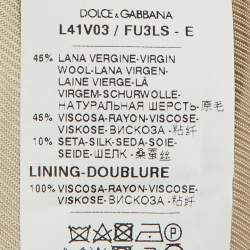 DOLCE & GABBANA
L41V03 / FU3LS - E
45% LANA VERGINE-VIRGIN
WOOL-LANA VIRGEN-
LAINE VIERGE-LÃ
VIRGEM-SCHURWOLLE-
НАТУРАЛЬНАЯ ШЕРСТЬ-原毛
45% VISCOSA-RAYON-VISCOSE-
VISKOSE-ВИСКОЗА-粘纤
10% SETA-SILK-SEDA-SOIE-
SEIDE-ШЕЛК-桑蚕丝
LINING-DOUBLURE
100% VISCOSA-RAYON-VISCOSE-
VISKOSE-ВИСКОЗА-粘纤